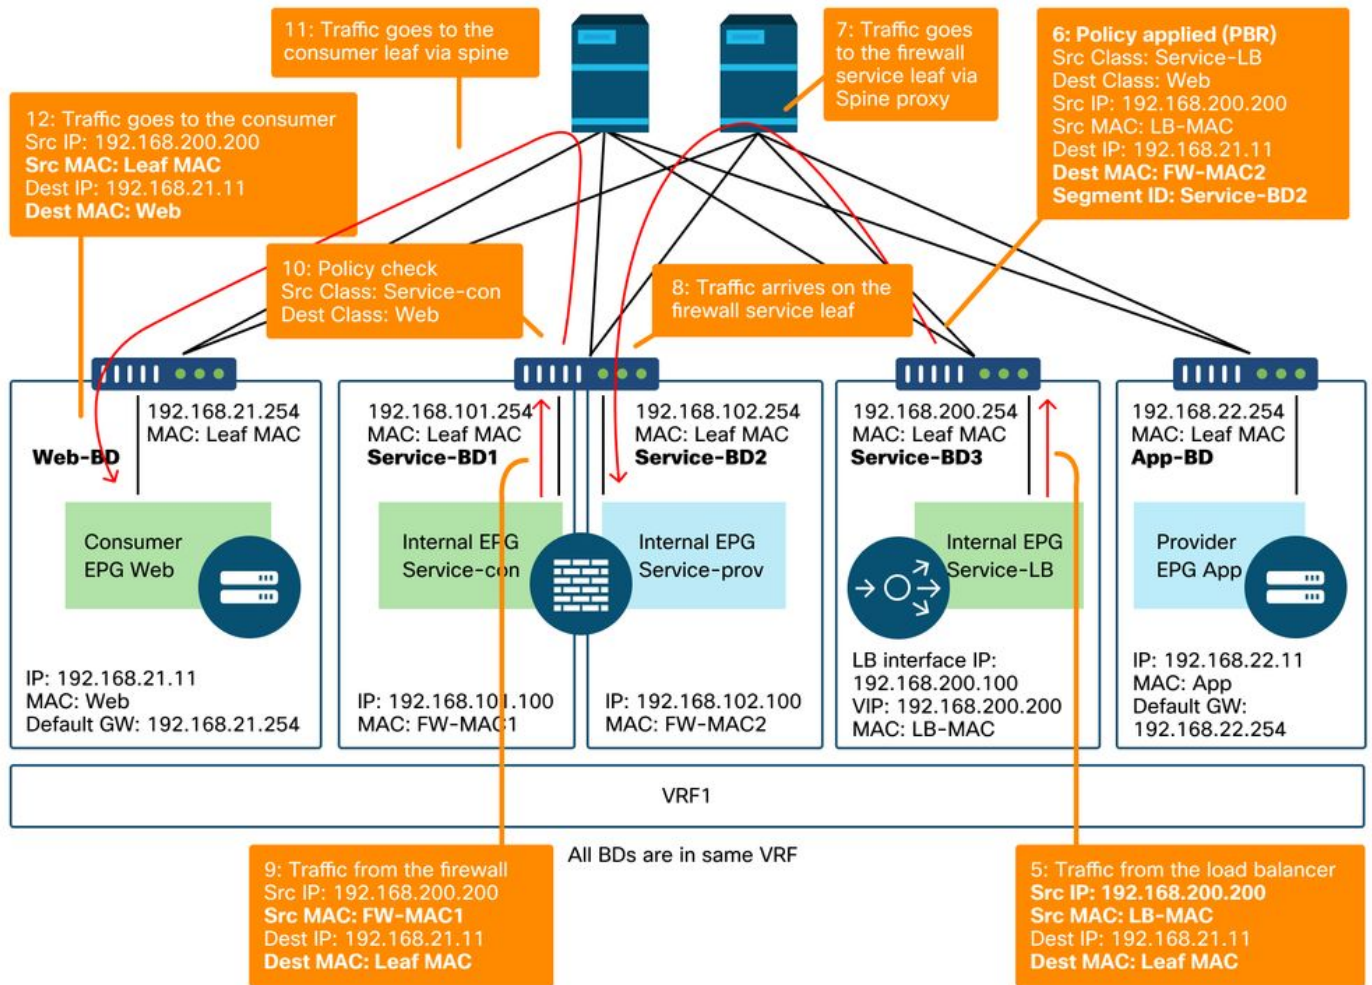 11: Traffic goes to the
consumer leaf via spine
7: Traffic goes
to the firewall
service leaf via
Spine proxy
6: Policy applied (PBR)
Src Class: Service-LB
Dest Class: Web
Src IP: 192.168.200.200
Src MAC: LB-MAC
Dest IP: 192.168.21.11
Dest MAC: FW-MAC2
Segment ID: Service-BD2
12: Traffic goes to the consumer
Src IP: 192.168.200.200
Src MAC: Leaf MAC
Dest IP: 192.168.21.11
Dest MAC: Web
10: Policy check
Src Class: Service-con
Dest Class: Web
8: Traffic arrives on the
firewall service leaf
192.168.21.254
MAC: Leaf MAC
Web-BD
Consumer
EPG Web
IP: 192.168.21.11
MAC: Web
Default GW: 192.168.21.254
192.168.101.254
MAC: Leaf MAC
Service-BD1
Internal EPG
Service-con
IP: 192.168.101.100
MAC: FW-MAC1
192.168.102.254
MAC: Leaf MAC
Service-BD2
Internal EPG
Service-prov
IP: 192.168.102.100
MAC: FW-MAC2
192.168.200.254
MAC: Leaf MAC
Service-BD3
Internal EPG
Service-LB
LB interface IP:
192.168.200.100
VIP: 192.168.200.200
MAC: LB-MAC
192.168.22.254
MAC: Leaf MAC
App-BD
Provider
EPG App
IP: 192.168.22.11
MAC: App
Default GW:
192.168.22.254
VRF1
All BDs are in same VRF
9: Traffic from the firewall
Src IP: 192.168.200.200
Src MAC: FW-MAC1
Dest IP: 192.168.21.11
Dest MAC: Leaf MAC
5: Traffic from the load balancer
Src IP: 192.168.200.200
Src MAC: LB-MAC
Dest IP: 192.168.21.11
Dest MAC: Leaf MAC